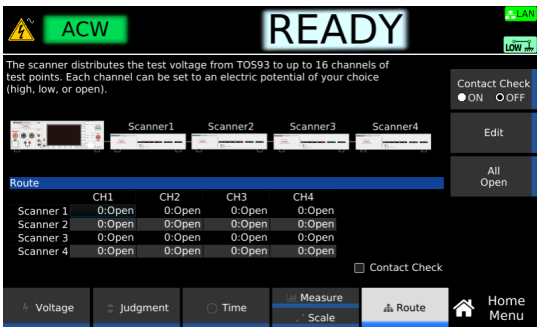 ACW
READY
LAN
LOW
The scanner distributes the test voltage from TOS93 to up to 16 channels of
test points. Each channel can be set to an electric potential of your choice
(high, low, or open).
Contact Check
ON OFF
Edit
All
Open
Scanner1 Scanner2 Scanner3 Scanner4
Route
CH1 CH2 CH3 CH4
Scanner 1 0:Open 0:Open 0:Open 0:Open
Scanner 2 0:Open 0:Open 0:Open 0:Open
Scanner 3 0:Open 0:Open 0:Open 0:Open
Scanner 4 0:Open 0:Open 0:Open 0:Open
Contact Check
Voltage Judgment Time Measure Route Home
Scale Menu